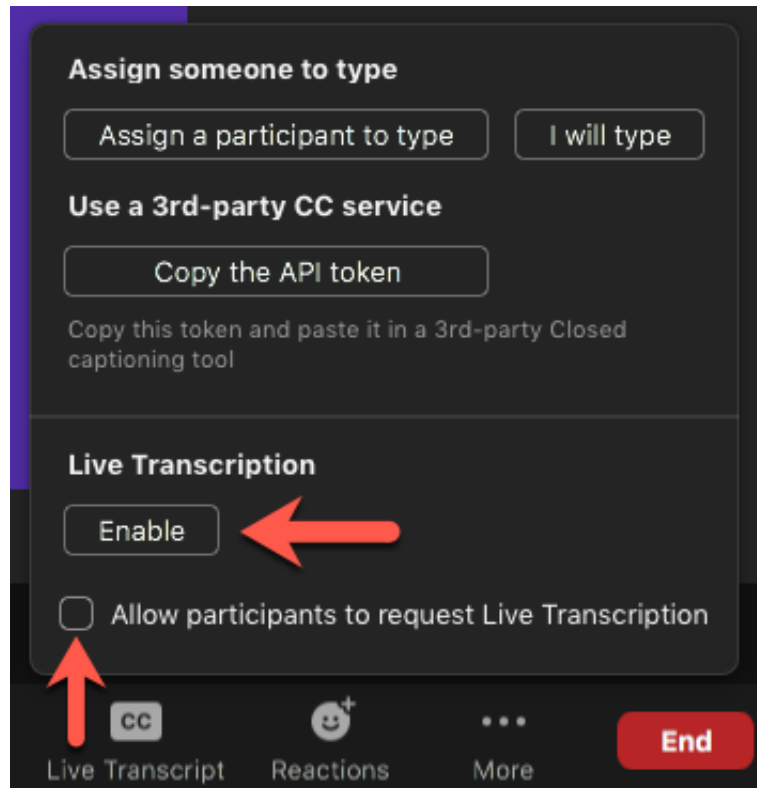 Assign someone to type
Assign a participant to type I will type
Use a 3rd-party CC service
Copy the API token
Copy this token and paste it in a 3rd-party Closed
captioning tool
Live Transcription
Enable
Allow participants to request Live Transcription
CC
Live Transcript Reactions More End